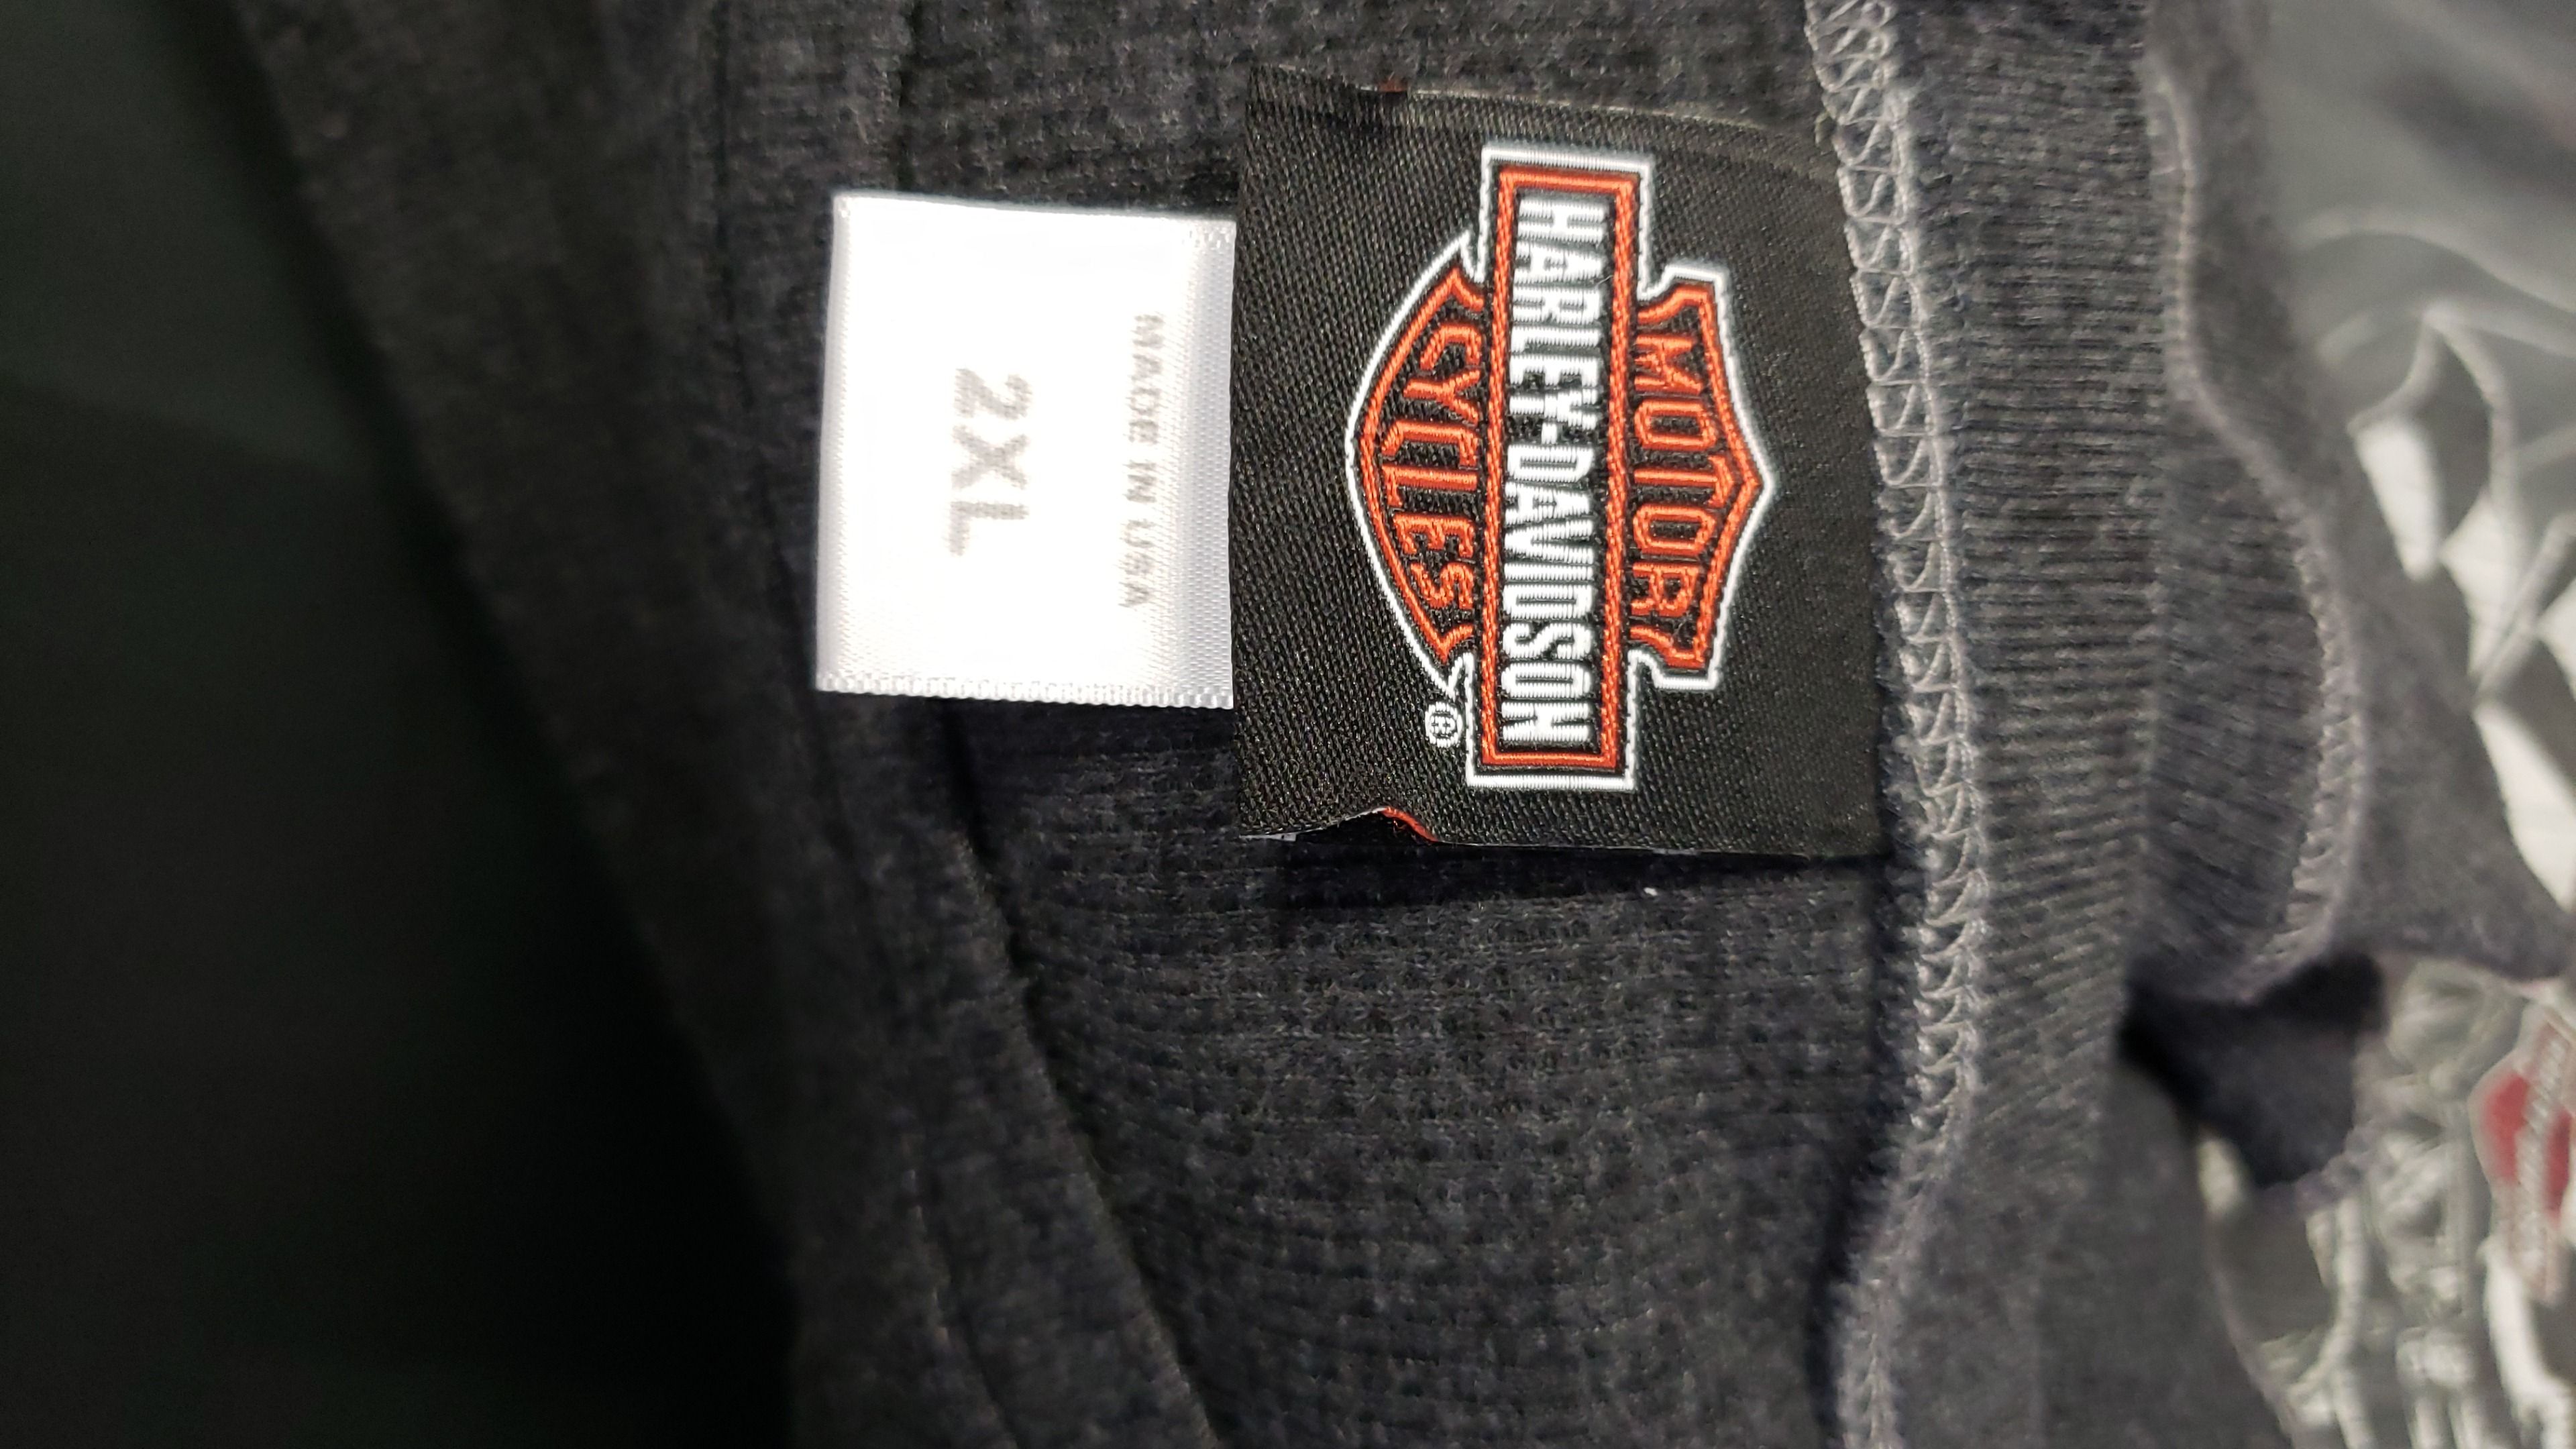 MOTOR
HARLEY-DAVIDSON
CYCLES
®
MADE IN USA
2XL